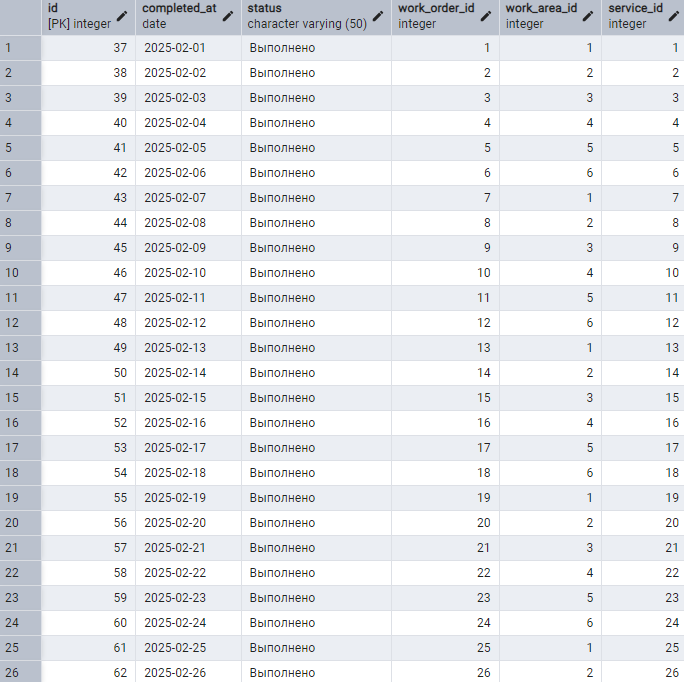 id completed_at status work_order_id work_area_id service_id
[PK] integer date character varying (50) integer integer integer
1 37 2025-02-01 Выполнено 1 1 1
2 38 2025-02-02 Выполнено 2 2 2
3 39 2025-02-03 Выполнено 3 3 3
4 40 2025-02-04 Выполнено 4 4 4
5 41 2025-02-05 Выполнено 5 5 5
6 42 2025-02-06 Выполнено 6 6 6
7 43 2025-02-07 Выполнено 7 1 7
8 44 2025-02-08 Выполнено 8 2 8
9 45 2025-02-09 Выполнено 9 3 9
10 46 2025-02-10 Выполнено 10 4 10
11 47 2025-02-11 Выполнено 11 5 11
12 48 2025-02-12 Выполнено 12 6 12
13 49 2025-02-13 Выполнено 13 1 13
14 50 2025-02-14 Выполнено 14 2 14
15 51 2025-02-15 Выполнено 15 3 15
16 52 2025-02-16 Выполнено 16 4 16
17 53 2025-02-17 Выполнено 17 5 17
18 54 2025-02-18 Выполнено 18 6 18
19 55 2025-02-19 Выполнено 19 1 19
20 56 2025-02-20 Выполнено 20 2 20
21 57 2025-02-21 Выполнено 21 3 21
22 58 2025-02-22 Выполнено 22 4 22
23 59 2025-02-23 Выполнено 23 5 23
24 60 2025-02-24 Выполнено 24 6 24
25 61 2025-02-25 Выполнено 25 1 25
26 62 2025-02-26 Выполнено 26 2 26